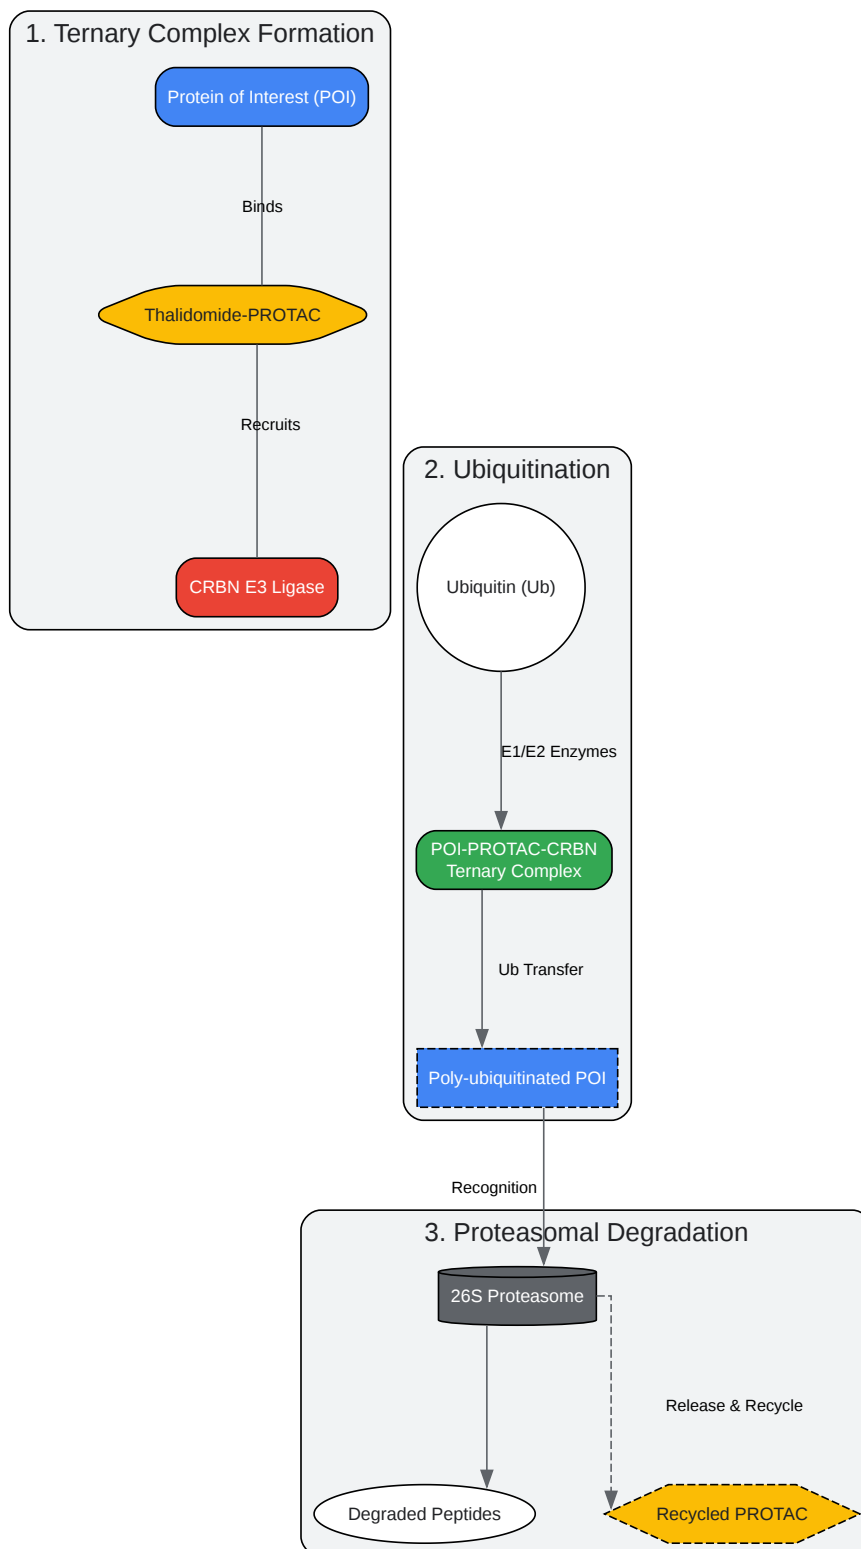 1. Ternary Complex Formation
Protein of Interest (POI)
Binds
Thalidomide-PROTAC
Recruits
CRBN E3 Ligase
2. Ubiquitination
Ubiquitin (Ub)
E1/E2 Enzymes
POI-PROTAC-CRBN
Ternary Complex
Ub Transfer
Poly-ubiquitinated POI
Recognition
3. Proteasomal Degradation
26S Proteasome
Release & Recycle
Degraded Peptides
Recycled PROTAC